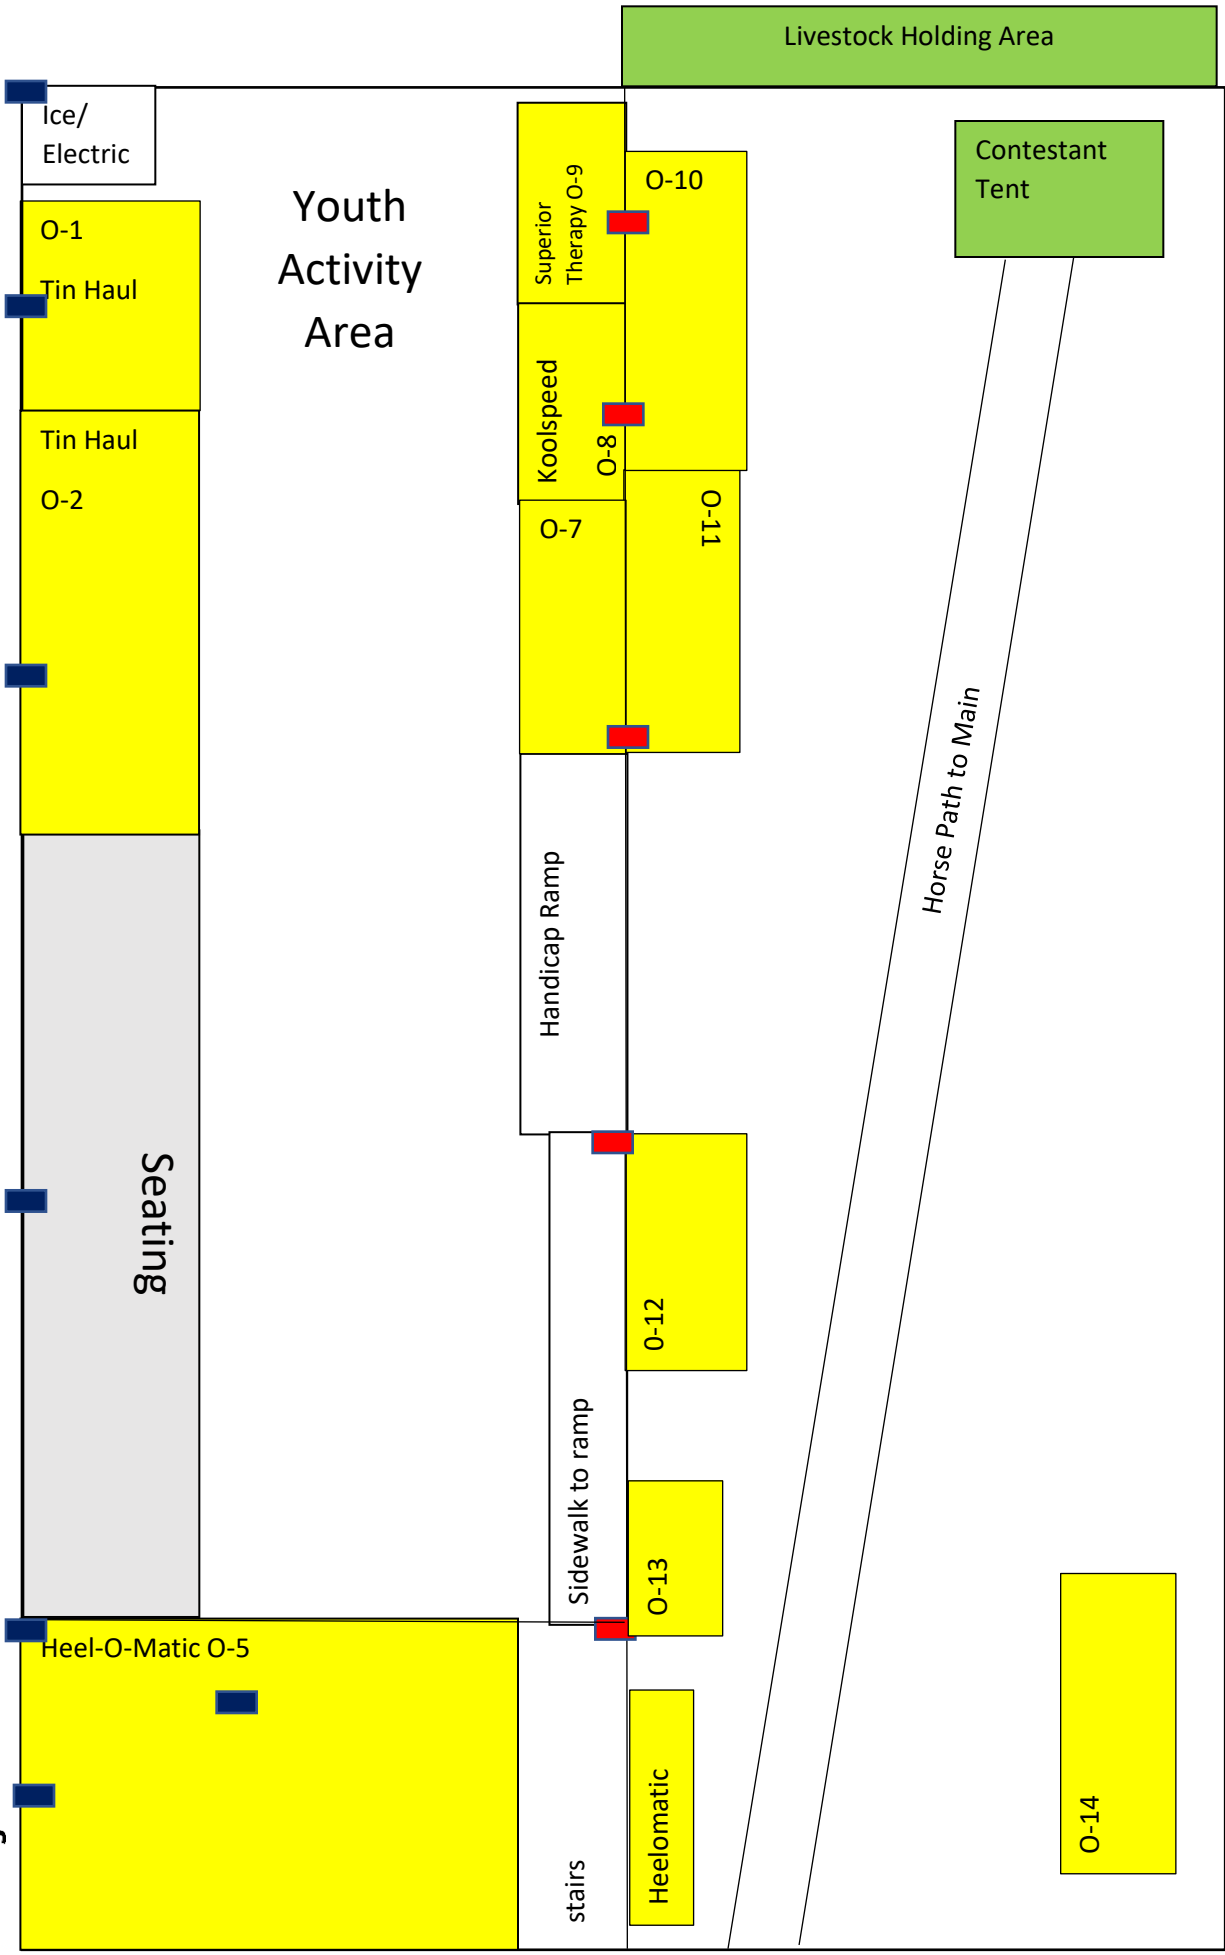 Livestock Holding Area
Ice/
Electric
Contestant
Tent
O-1
Tin Haul
Youth
Activity
Area
Superior
Therapy O-9
O-10
Tin Haul
O-2
Koolspeed
O-8
O-7
O-11
Horse Path to Main
Handicap Ramp
Seating
0-12
Sidewalk to ramp
O-13
Heel-O-Matic O-5
stairs
Heelomatic
O-14